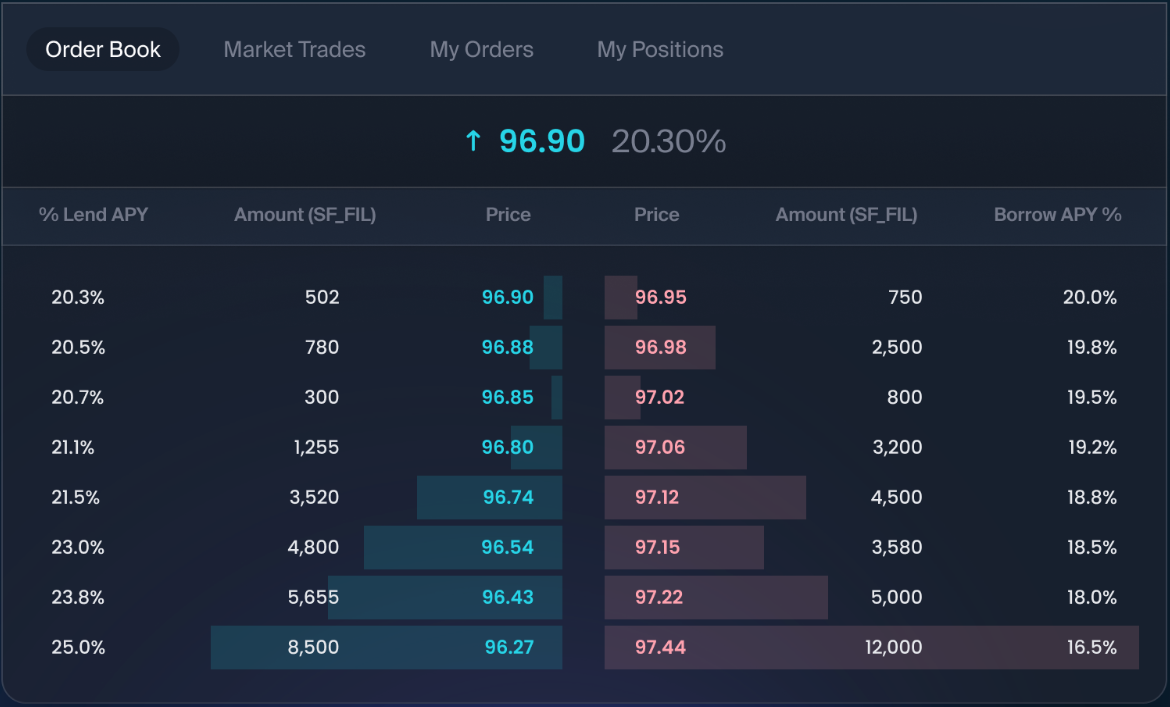 Order Book Market Trades My Orders My Positions
↑ 96.90 20.30%
% Lend APY Amount (SF_FIL) Price Price Amount (SF_FIL) Borrow APY %
20.3% 502 96.90 96.95 750 20.0%
20.5% 780 96.88 96.98 2,500 19.8%
20.7% 300 96.85 97.02 800 19.5%
21.1% 1,255 96.80 97.06 3,200 19.2%
21.5% 3,520 96.74 97.12 4,500 18.8%
23.0% 4,800 96.54 97.15 3,580 18.5%
23.8% 5,655 96.43 97.22 5,000 18.0%
25.0% 8,500 96.27 97.44 12,000 16.5%